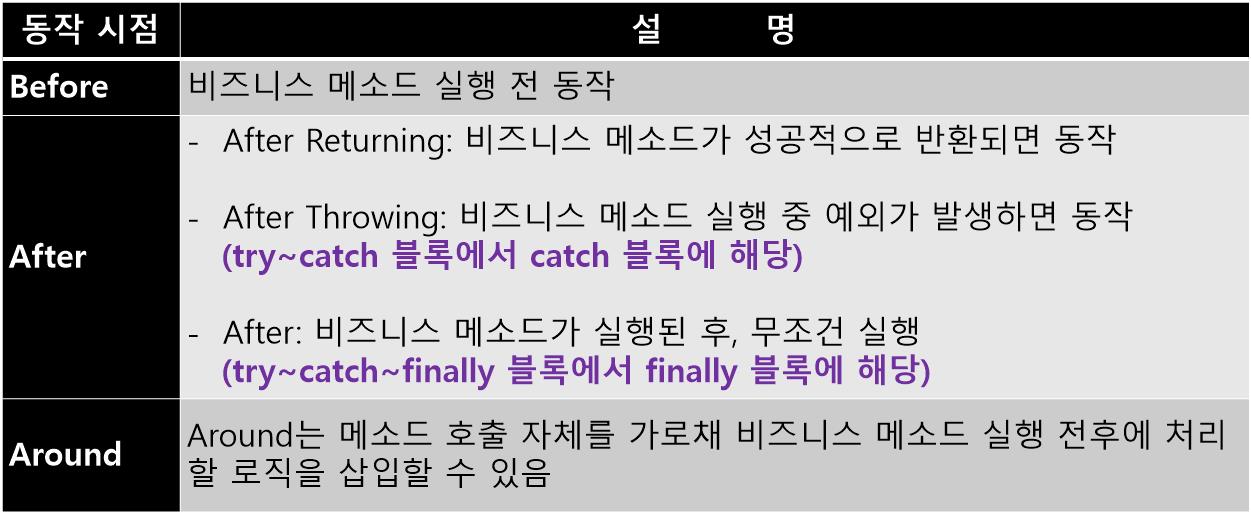 동작 시점 설 명
Before 비즈니스 메소드 실행 전 동작
- After Returning: 비즈니스 메소드가 성공적으로 반환되면 동작
- After Throwing: 비즈니스 메소드 실행 중 예외가 발생하면 동작
(try~catch 블록에서 catch 블록에 해당)
After
- After: 비즈니스 메소드가 실행된 후, 무조건 실행
(try~catch~finally 블록에서 finally 블록에 해당)
Around
Around는 메소드 호출 자체를 가로채 비즈니스 메소드 실행 전후에 처리
할 로직을 삽입할 수 있음